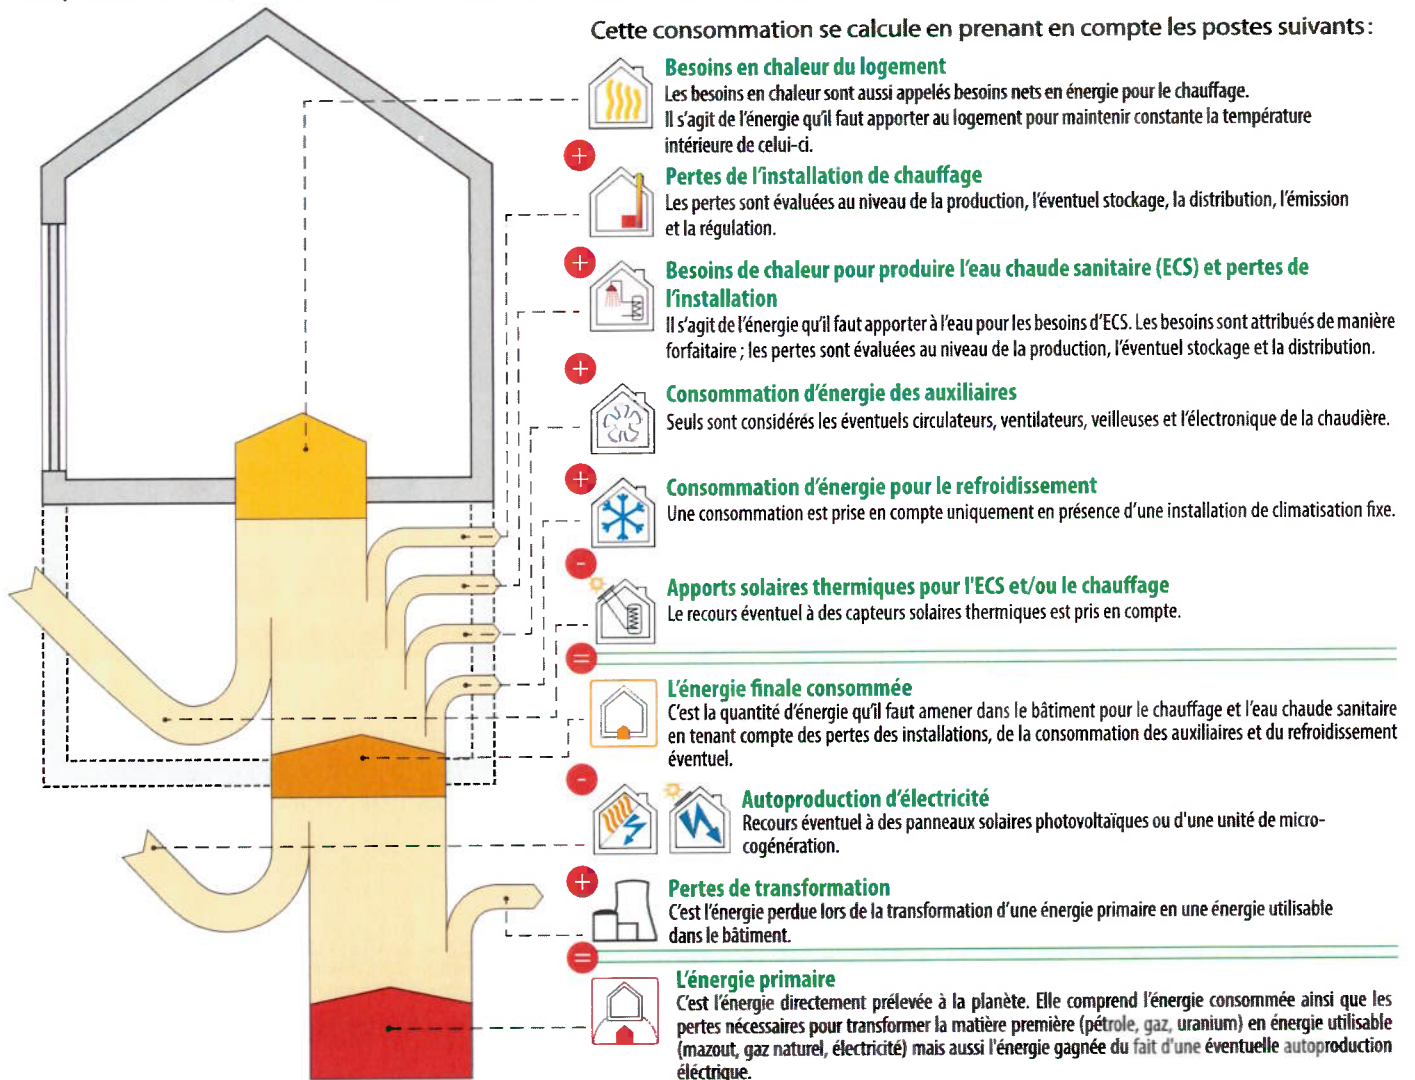 Cette consommation se calcule en prenant en compte les postes suivants :
Besoins en chaleur du logement
Les besoins en chaleur sont aussi appelés besoins nets en énergie pour le chauffage.
Il s'agit de l'énergie qu'il faut apporter au logement pour maintenir constante la température
intérieure de celui-ci.
+
Pertes de l'installation de chauffage
Les pertes sont évaluées au niveau de la production, l'éventuel stockage, la distribution, l'émission
et la régulation.
+
Besoins de chaleur pour produire l'eau chaude sanitaire (ECS) et pertes de
l'installation
Il s'agit de l'énergie qu'il faut apporter à l'eau pour les besoins d'ECS. Les besoins sont attribués de manière
forfaitaire ; les pertes sont évaluées au niveau de la production, l'éventuel stockage et la distribution.
+
Consommation d'énergie des auxiliaires
Seuls sont considérés les éventuels circulateurs, ventilateurs, veilleuses et l'électronique de la chaudière.
+
Consommation d'énergie pour le refroidissement
Une consommation est prise en compte uniquement en présence d'une installation de climatisation fixe.
-
Apports solaires thermiques pour l'ECS et/ou le chauffage
Le recours éventuel à des capteurs solaires thermiques est pris en compte.
=
L'énergie finale consommée
C'est la quantité d'énergie qu'il faut amener dans le bâtiment pour le chauffage et l'eau chaude sanitaire
en tenant compte des pertes des installations, de la consommation des auxiliaires et du refroidissement
éventuel.
-
Autoproduction d'électricité
Recours éventuel à des panneaux solaires photovoltaïques ou d'une unité de micro-
cogénération.
+
Pertes de transformation
C'est l'énergie perdue lors de la transformation d'une énergie primaire en une énergie utilisable
dans le bâtiment.
=
L'énergie primaire
C'est l'énergie directement prélevée à la planète. Elle comprend l'énergie consommée ainsi que les
pertes nécessaires pour transformer la matière première (pétrole, gaz, uranium) en énergie utilisable
(mazout, gaz naturel, électricité) mais aussi l'énergie gagnée du fait d'une éventuelle autoproduction
éléctrique.